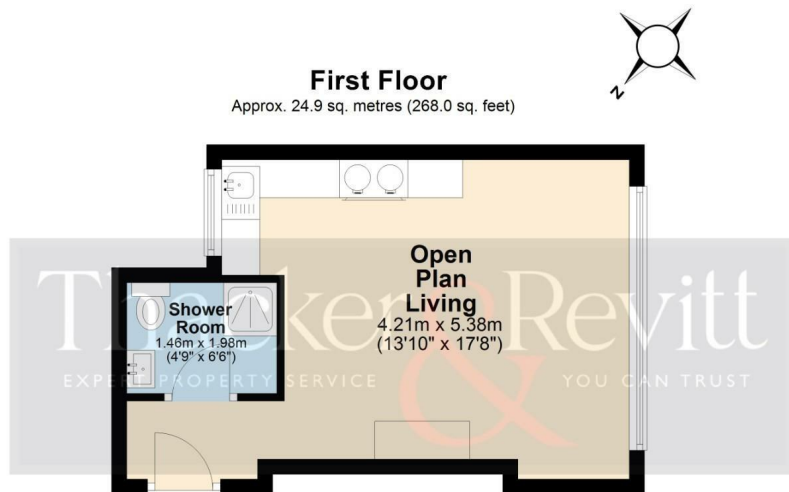 First Floor
Approx. 24.9 sq. metres (268.0 sq. feet)
N
Open
Plan
Living
4.21m x 5.38m
(13'10" x 17'8")
Shower
Room
1.46m x 1.98m
(4'9" x 6'6")
Thacker & Revitt
EXPERT PROPERTY SERVICE YOU CAN TRUST